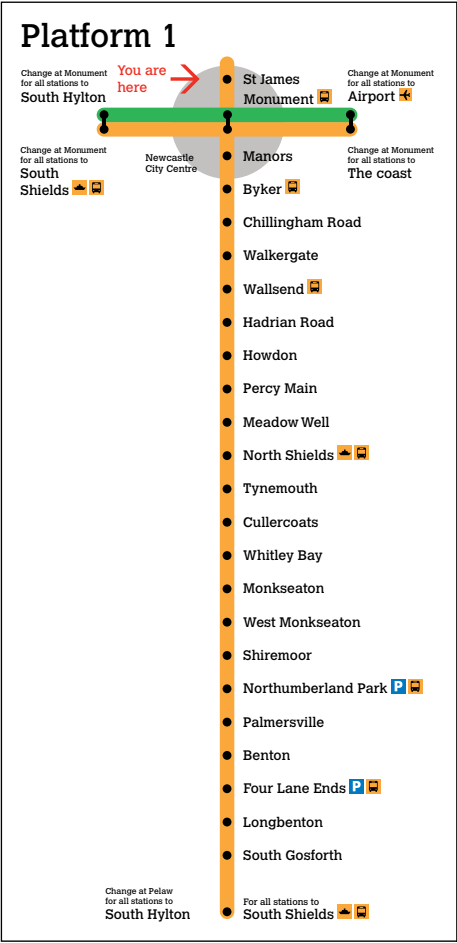 Platform 1
Change at Monument
for all stations to
South Hylton
You are
here
St James
Monument
Change at Monument
for all stations to
Airport
Change at Monument
for all stations to
South
Shields
Newcastle
City Centre
Manors
Change at Monument
for all stations to
The coast
Byker
Chillingham Road
Walkergate
Wallsend
Hadrian Road
Howdon
Percy Main
Meadow Well
North Shields
Tynemouth
Cullercoats
Whitley Bay
Monkseaton
West Monkseaton
Shiremoor
Northumberland Park P
Palmersville
Benton
Four Lane Ends P
Longbenton
South Gosforth
Change at Pelaw
for all stations to
South Hylton
For all stations to
South Shields